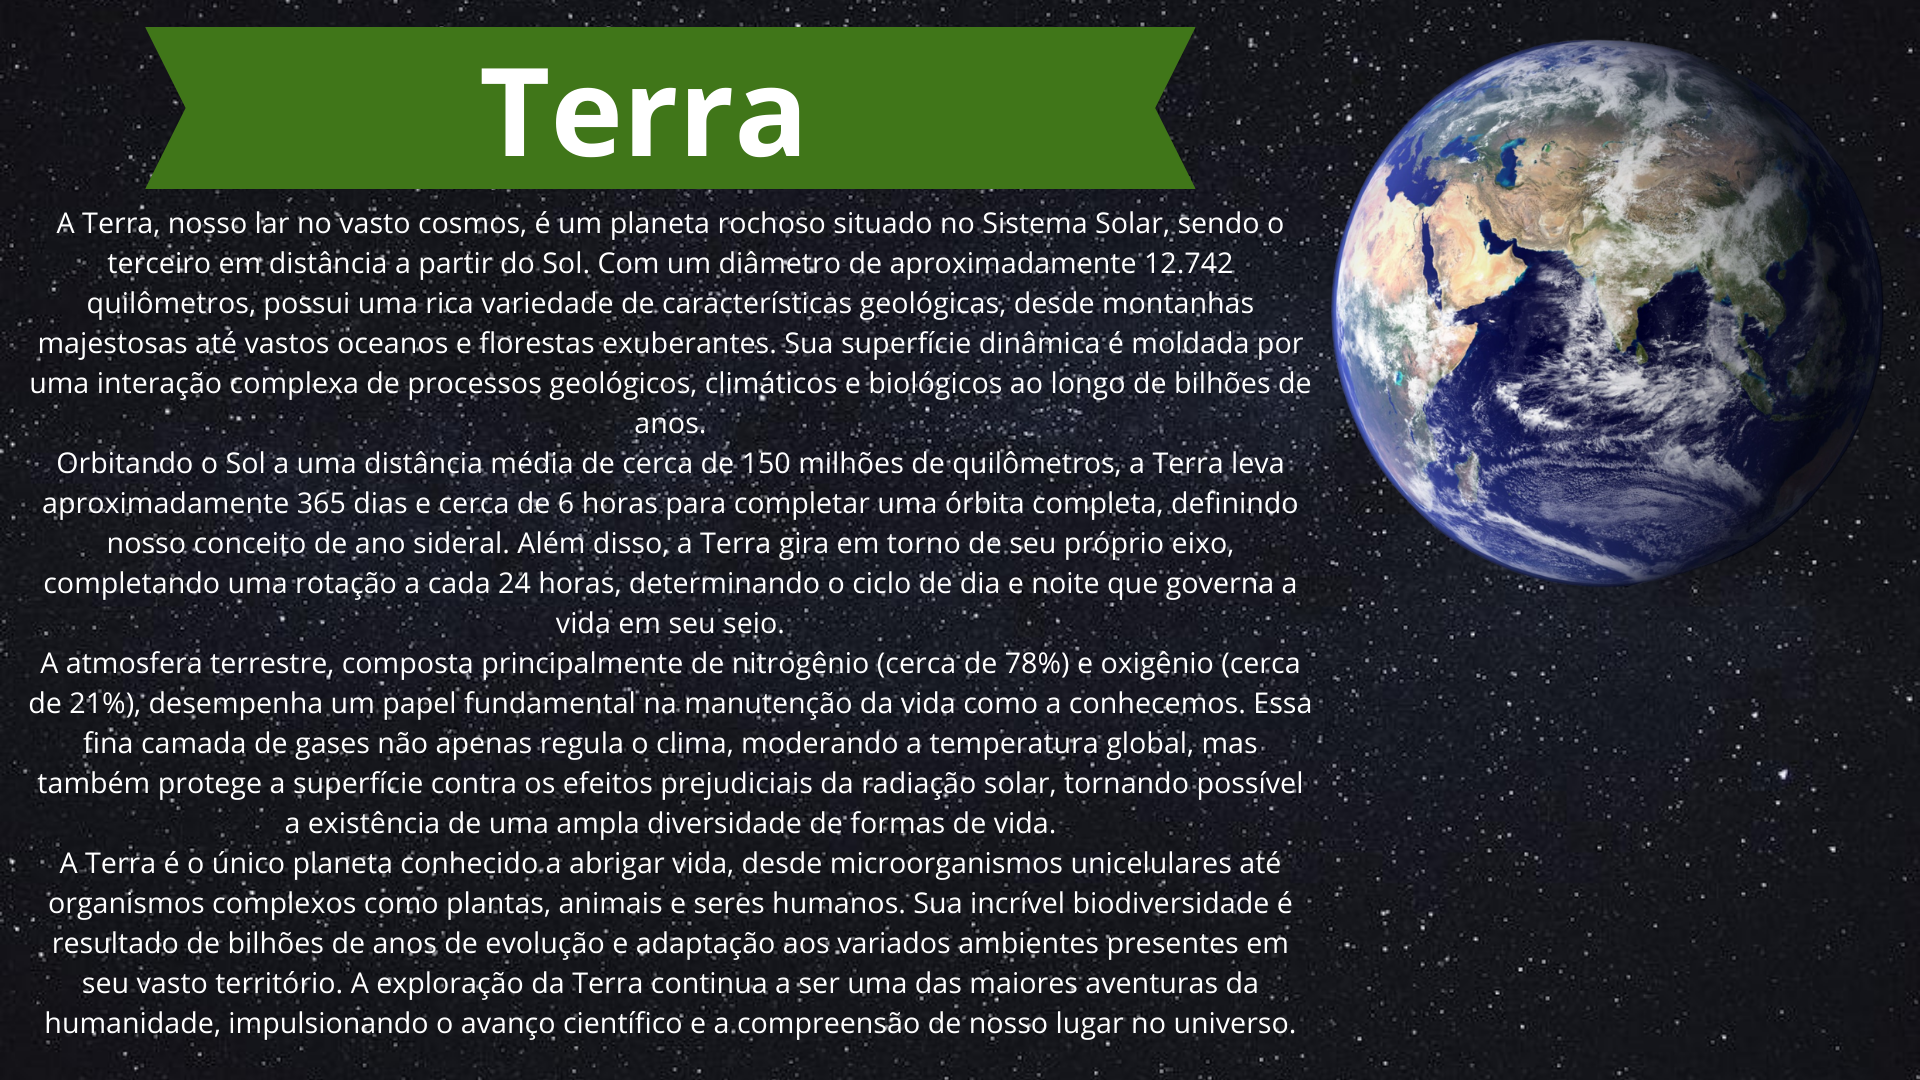 Terra
A Terra, nosso lar no vasto cosmos, é um planeta rochoso situado no Sistema Solar, sendo o
terceiro em distância a partir do Sol. Com um diâmetro de aproximadamente 12.742
quilômetros, possui uma rica variedade de características geológicas, desde montanhas
majestosas até vastos oceanos e florestas exuberantes. Sua superfície dinâmica é moldada por
uma interação complexa de processos geológicos, climáticos e biológicos ao longo de bilhões de
anos.
Orbitando o Sol a uma distância média de cerca de 150 milhões de quilômetros, a Terra leva
aproximadamente 365 dias e cerca de 6 horas para completar uma órbita completa, definindo
nosso conceito de ano sideral. Além disso, a Terra gira em torno de seu próprio eixo,
completando uma rotação a cada 24 horas, determinando o ciclo de dia e noite que governa a
vida em seu seio.
A atmosfera terrestre, composta principalmente de nitrogênio (cerca de 78%) e oxigênio (cerca
de 21%), desempenha um papel fundamental na manutenção da vida como a conhecemos. Essa
fina camada de gases não apenas regula o clima, moderando a temperatura global, mas
também protege a superfície contra os efeitos prejudiciais da radiação solar, tornando possível
a existência de uma ampla diversidade de formas de vida.
A Terra é o único planeta conhecido a abrigar vida, desde microorganismos unicelulares até
organismos complexos como plantas, animais e seres humanos. Sua incrível biodiversidade é
resultado de bilhões de anos de evolução e adaptação aos variados ambientes presentes em
seu vasto território. A exploração da Terra continua a ser uma das maiores aventuras da
humanidade, impulsionando o avanço científico e a compreensão de nosso lugar no universo.